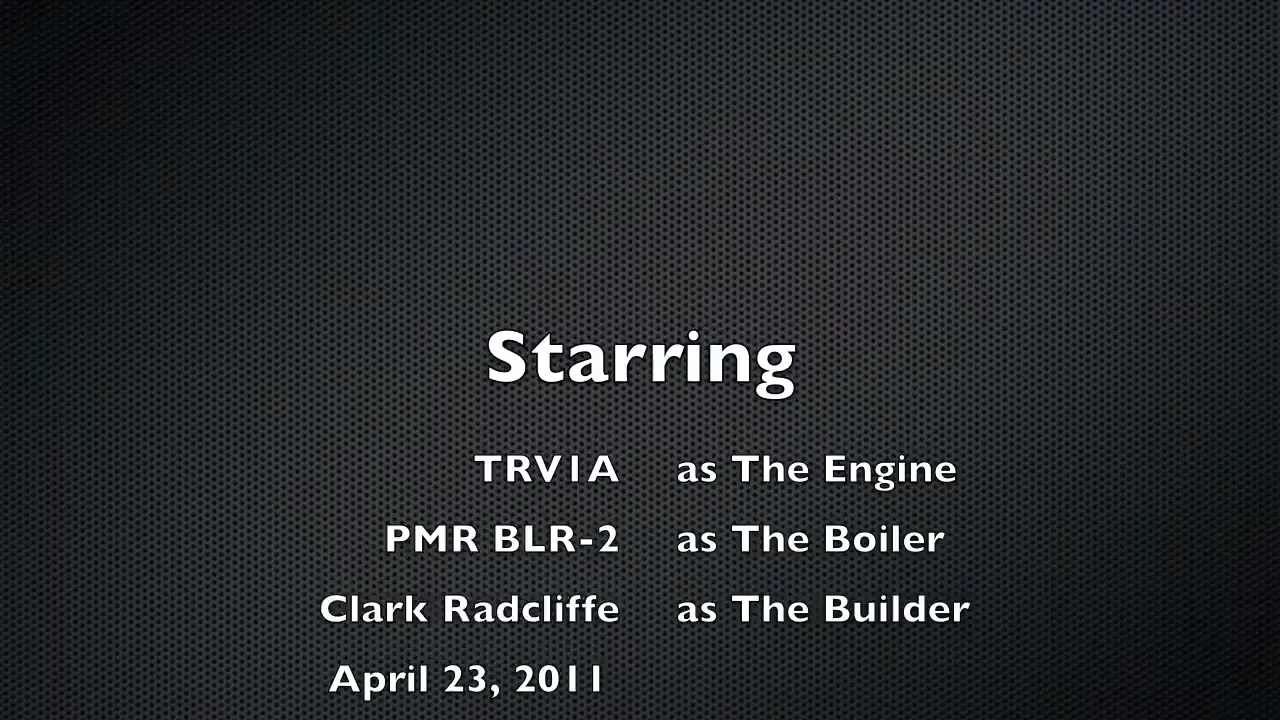 Starring
TRV1A as The Engine
PMR BLR-2 as The Boiler
Clark Radcliffe as The Builder
April 23, 2011